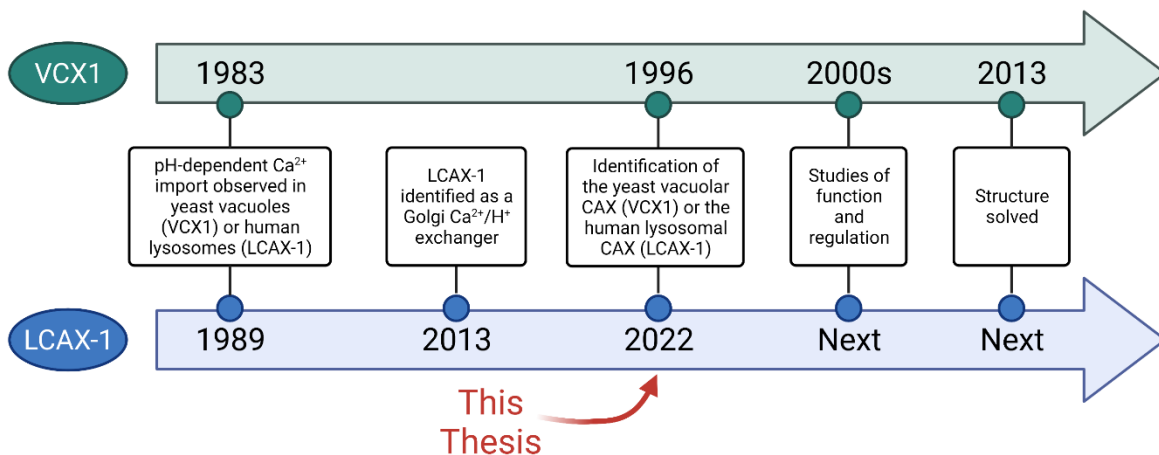 VCX1
1983
1996
2000s
2013
pH-dependent Ca²⁺
import observed in
yeast vacuoles
(VCX1) or human
lysosomes (LCAX-1)
LCAX-1
identified as a
Golgi Ca²⁺/H⁺
exchanger
Identification of
the yeast vacuolar
CAX (VCX1) or the
human lysosomal
CAX (LCAX-1)
Studies of
function and
regulation
Structure
solved
LCAX-1
1989
2013
2022
Next
Next
This
Thesis